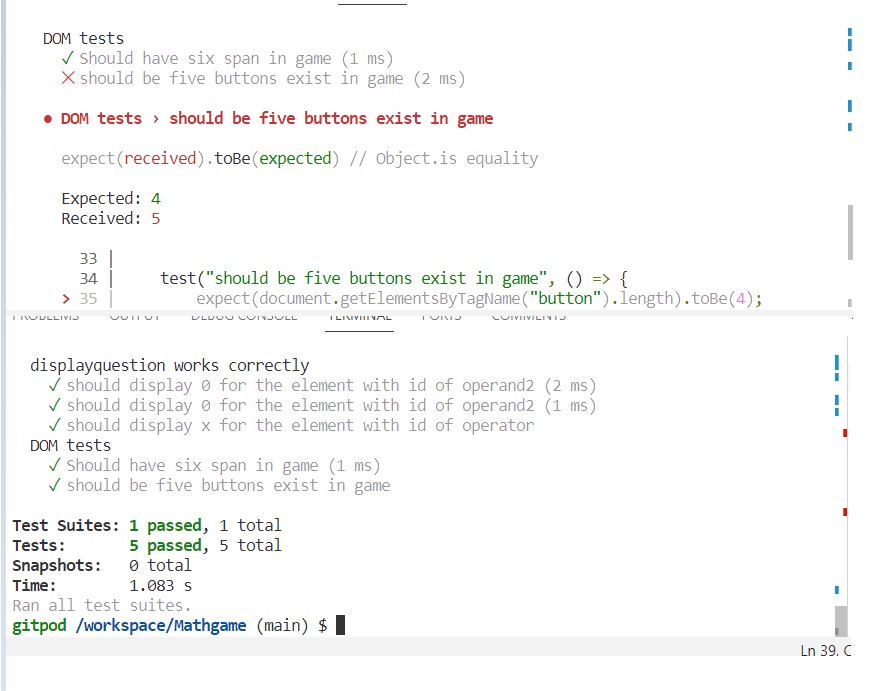 DOM tests
✓ Should have six span in game (1 ms)
✕ should be five buttons exist in game (2 ms)
● DOM tests › should be five buttons exist in game
expect(received).toBe(expected) // Object.is equality
Expected: 4
Received: 5
33 |
34 |     test("should be five buttons exist in game", () => {
> 35 |         expect(document.getElementsByTagName("button").length).toBe(4);
PROBLEMS OUTPUT DEBUG CONSOLE TERMINAL PORTS COMMENTS
displayquestion works correctly
✓ should display 0 for the element with id of operand2 (2 ms)
✓ should display 0 for the element with id of operand2 (1 ms)
✓ should display x for the element with id of operator
DOM tests
✓ Should have six span in game (1 ms)
✓ should be five buttons exist in game
Test Suites: 1 passed, 1 total
Tests: 5 passed, 5 total
Snapshots: 0 total
Time: 1.083 s
Ran all test suites.
gitpod /workspace/Mathgame (main) $
Ln 39, C